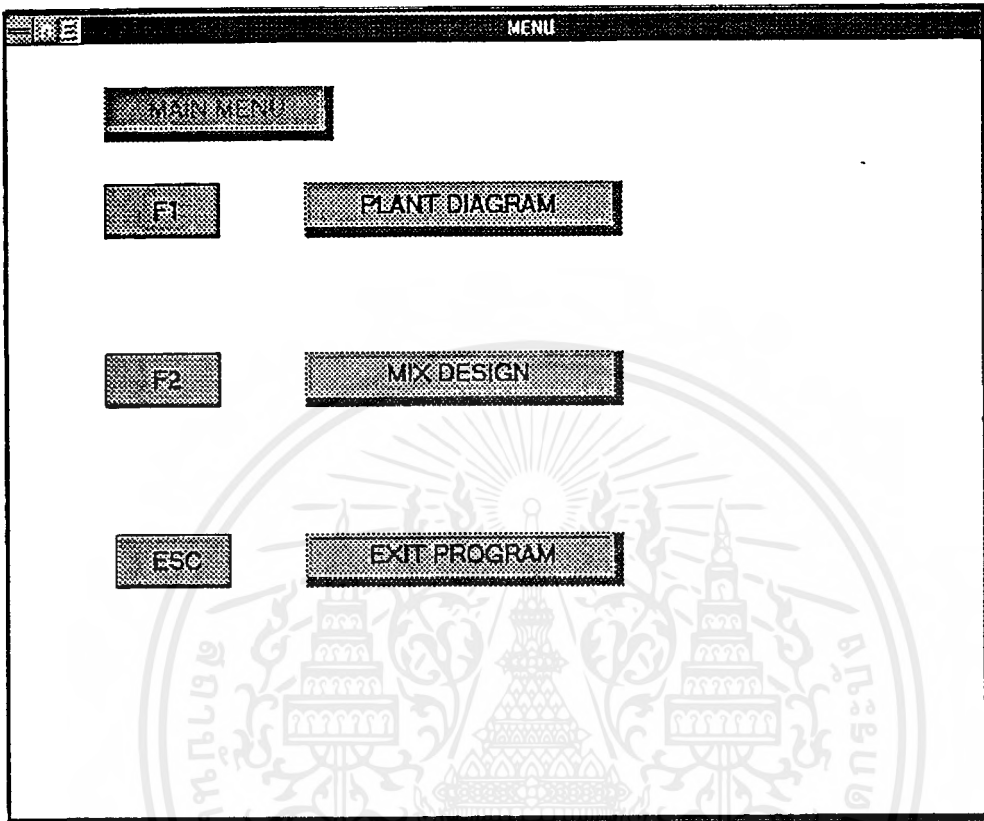 MENU
MAIN MENU
F1 PLANT DIAGRAM
F2 MIX DESIGN
ESC EXIT PROGRAM